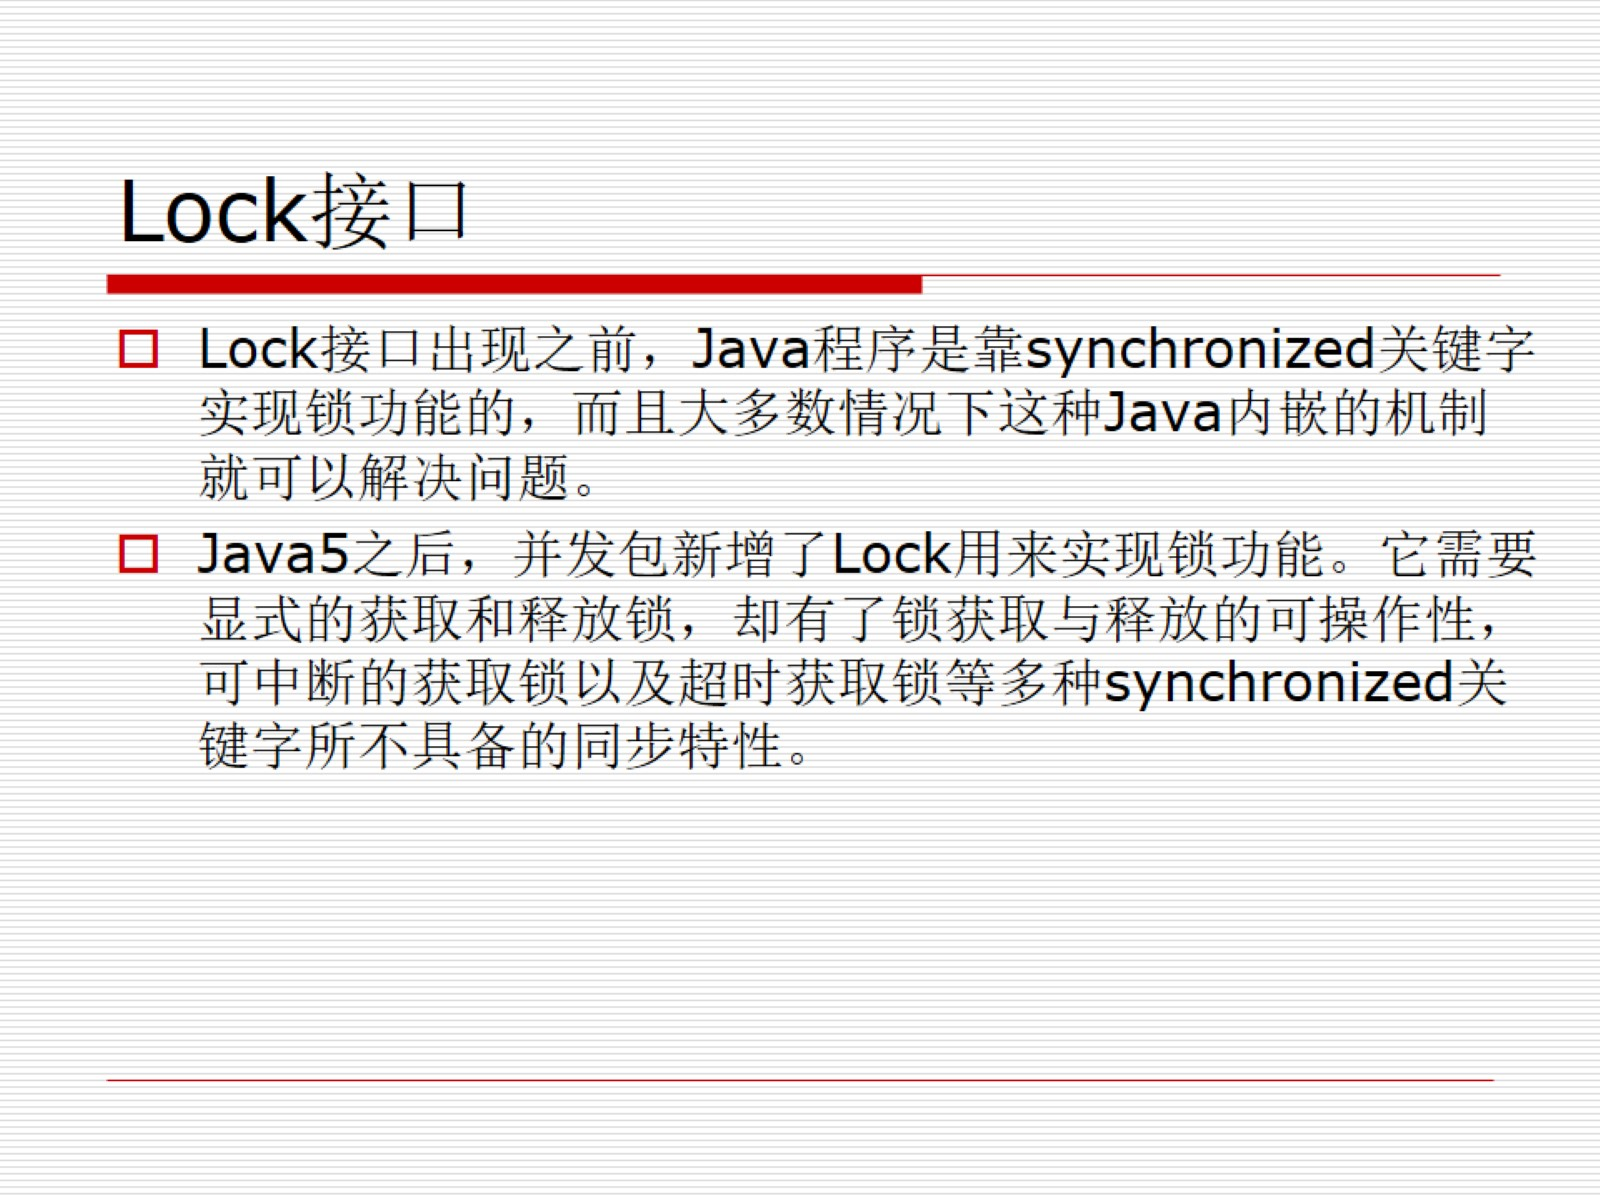 Lock接口
Lock接口出现之前，Java程序是靠synchronized关键字
实现锁功能的，而且大多数情况下这种Java内嵌的机制
就可以解决问题。
Java5之后，并发包新增了Lock用来实现锁功能。它需要
显式的获取和释放锁，却有了锁获取与释放的可操作性，
可中断的获取锁以及超时获取锁等多种synchronized关
键字所不具备的同步特性。